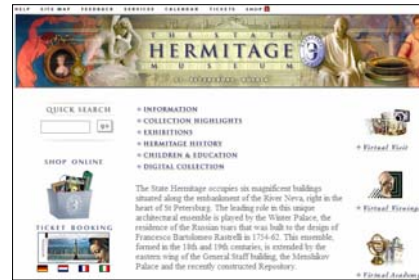 HELP SITE MAP FEEDBACK SERVICES CALENDAR TICKETS SHOP
THE STATE
HERMITAGE
MUSEUM
QUICK SEARCH
go
SHOP ONLINE
TICKET BOOKING
INFORMATION
COLLECTION HIGHLIGHTS
EXHIBITIONS
HERMITAGE HISTORY
CHILDREN & EDUCATION
DIGITAL COLLECTION
The State Hermitage occupies six magnificent buildings
situated along the embankment of the River Neva, right in the
heart of St Petersburg. The leading role in this unique
architectural ensemble is played by the Winter Palace, the
residence of the Russian tsars that was built to the design of
Francesco Bartolomeo Rastrelli in 1754-62. This ensemble,
formed in the 18th and 19th centuries, is extended by the
eastern wing of the General Staff building, the Menshikov
Palace and the recently constructed Repository.
Virtual Visit
Virtual Viewing
Virtual Academy